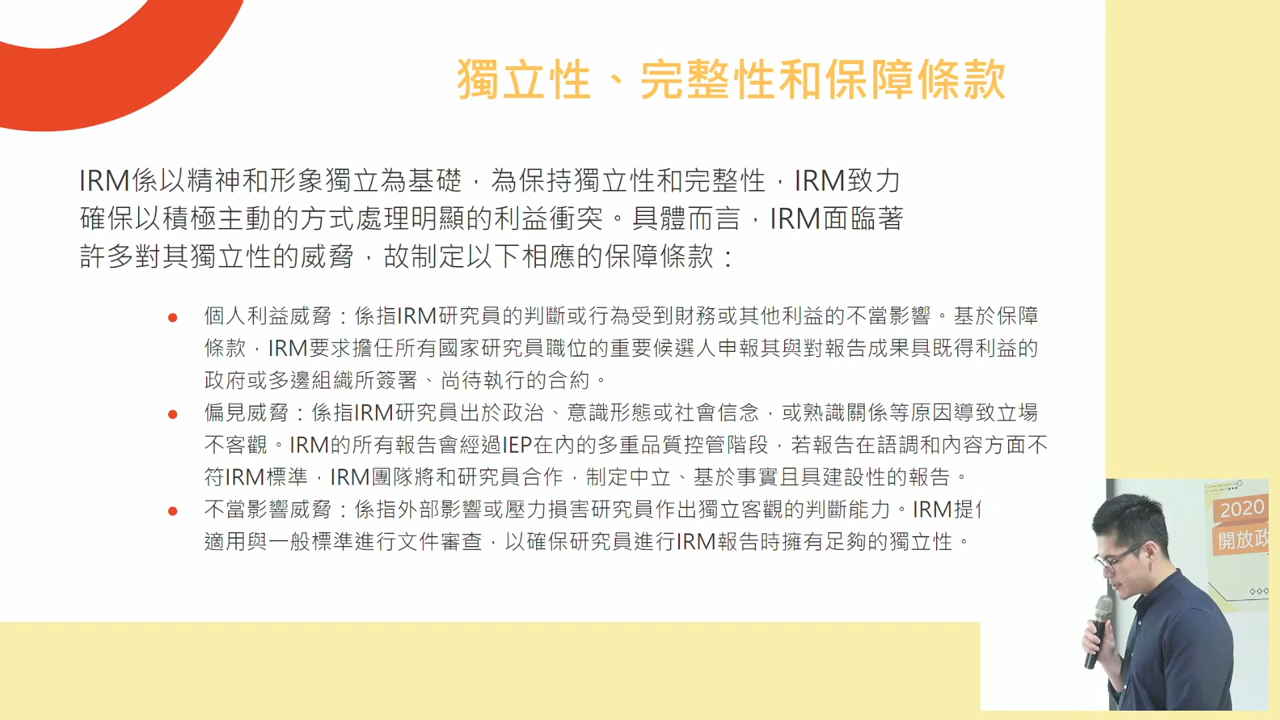 獨立性、完整性和保障條款
IRM係以精神和形象獨立為基礎，為保持獨立性和完整性，IRM致力
確保以積極主動的方式處理明顯的利益衝突。具體而言，IRM面臨著
許多對其獨立性的威脅，故制定以下相應的保障條款：
個人利益威脅：係指IRM研究員的判斷或行為受到財務或其他利益的不當影響。基於保障
條款，IRM要求擔任所有國家研究員職位的重要候選人申報其與對報告成果具既得利益的
政府或多邊組織所簽署、尚待執行的合約。
偏見威脅：係指IRM研究員出於政治、意識形態或社會信念，或熟識關係等原因導致立場
不客觀。IRM的所有報告會經過IEP在內的多重品質控管階段，若報告在語調和內容方面不
符IRM標準，IRM團隊將和研究員合作，制定中立、基於事實且具建設性的報告。
不當影響威脅：係指外部影響或壓力損害研究員作出獨立客觀的判斷能力。IRM提
適用與一般標準進行文件審查，以確保研究員進行IRM報告時擁有足夠的獨立性。
2020
開放政